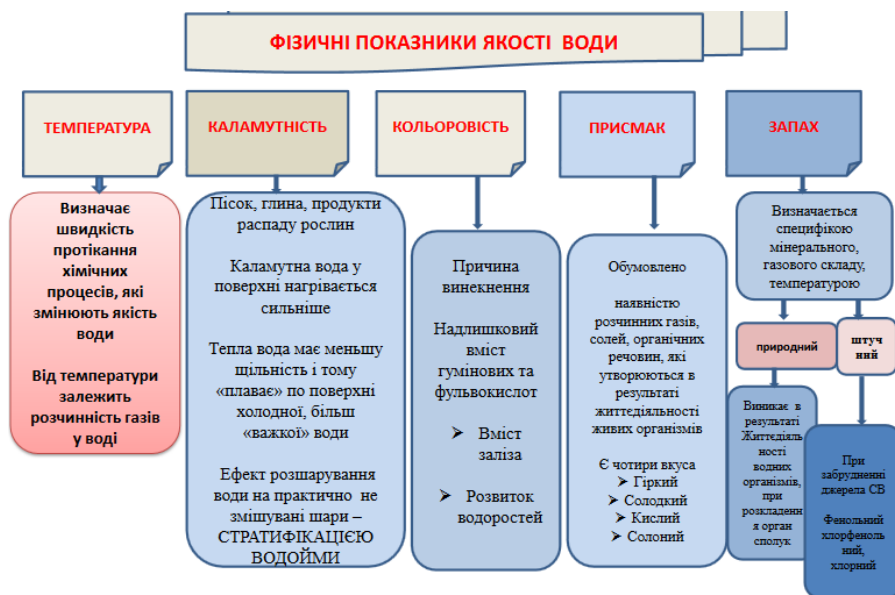 ФІЗИЧНІ ПОКАЗНИКИ ЯКОСТІ ВОДИ
ТЕМПЕРАТУРА
Визначає
швидкість
протікання
хімічних
процесів, які
змінюють якість
води
Від температури
залежить
розчинність газів
у воді
КАЛАМУТНІСТЬ
Пісок, глина, продукти
распаду рослин
Каламутна вода у
поверхні нагрівається
сильніше
Тепла вода має меньшу
щільність і тому
«плаває» по поверхні
холодної, більш
«важкої» води
Ефект розшарування
води на практично не
змішувані шари –
СТРАТИФІКАЦІЄЮ
ВОДОЙМИ
КОЛЬОРОВІСТЬ
Причина
винекнення
Надлишковий
вміст
гумінових та
фульвокислот
➢ Вміст
заліза
➢ Розвиток
водоростей
ПРИСМАК
Обумовлено
наявністю
розчинних газів,
солей, органічних
речовин, які
утворюються в
результаті
життєдіяльності
живих організмів
Є чотири вкуса
➢ Гіркий
➢ Солодкий
➢ Кислий
➢ Солоний
ЗАПАХ
Визначається
специфікою
мінерального,
газового складу,
температурою
природний
Виникає в
результаті
Життєдіяль
ності
водних
організмів,
при
розкладенн
я орган
сполук
штуч
ний
При
забрудненні
джерела СВ
Фенольний
хлорфеноль
ний,
хлорний